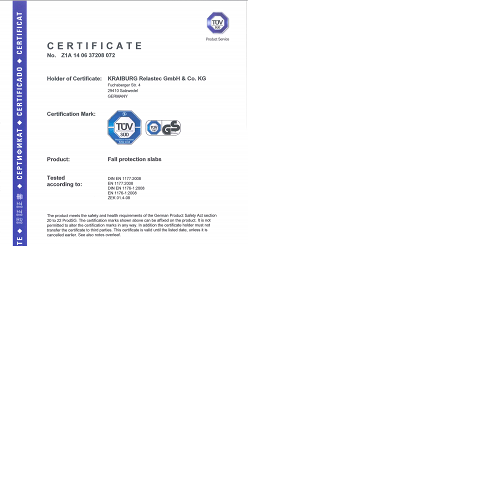 TÜV
SÜD
Product Service
CERTIFICATE
No. Z1A 14 06 37208 072
Holder of Certificate: KRAIBURG Relastec GmbH & Co. KG
Fuchsberger Str. 4
29410 Salzwedel
GERMANY
Certification Mark:
TÜV
SÜD
GS
Product: Fall protection slabs
Tested DIN EN 1177:2008
according to: EN 1177:2008
DIN EN 1176-1:2008
EN 1176-1:2008
ZEK 01.4-08
The product meets the safety and health requirements of the German Product Safety Act section
20 to 22 ProdSG. The certification marks shown above can be affixed on the product. It is not
permitted to alter the certification marks in any way. In addition the certificate holder must not
transfer the certificate to third parties. This certificate is valid until the listed date, unless it is
cancelled earlier. See also notes overleaf.
TE ◆ ◆ СЕРТИФИКАТ ◆ CERTIFICADO ◆ CERTIFICAT